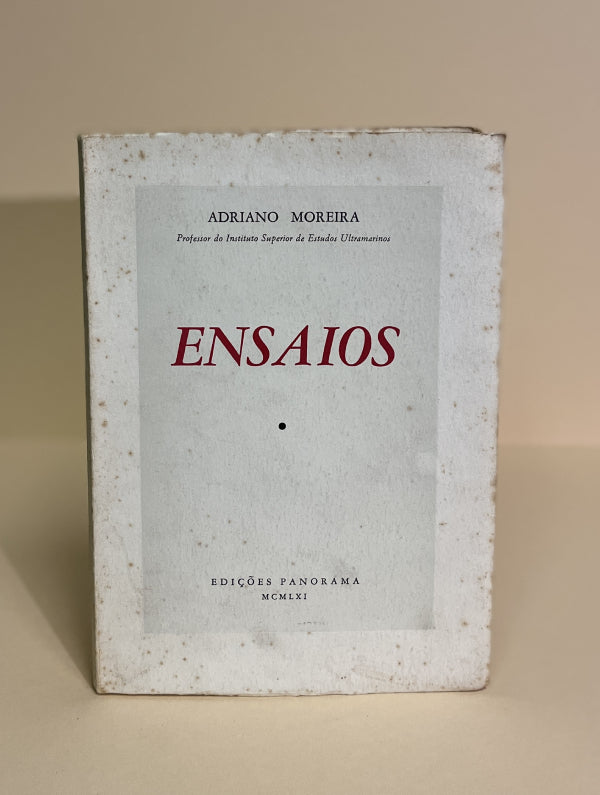 ADRIANO MOREIRA
Professor do Instituto Superior de Estudos Ultramarinos
ENSAIOS
EDIÇÕES PANORAMA
MCMLXI